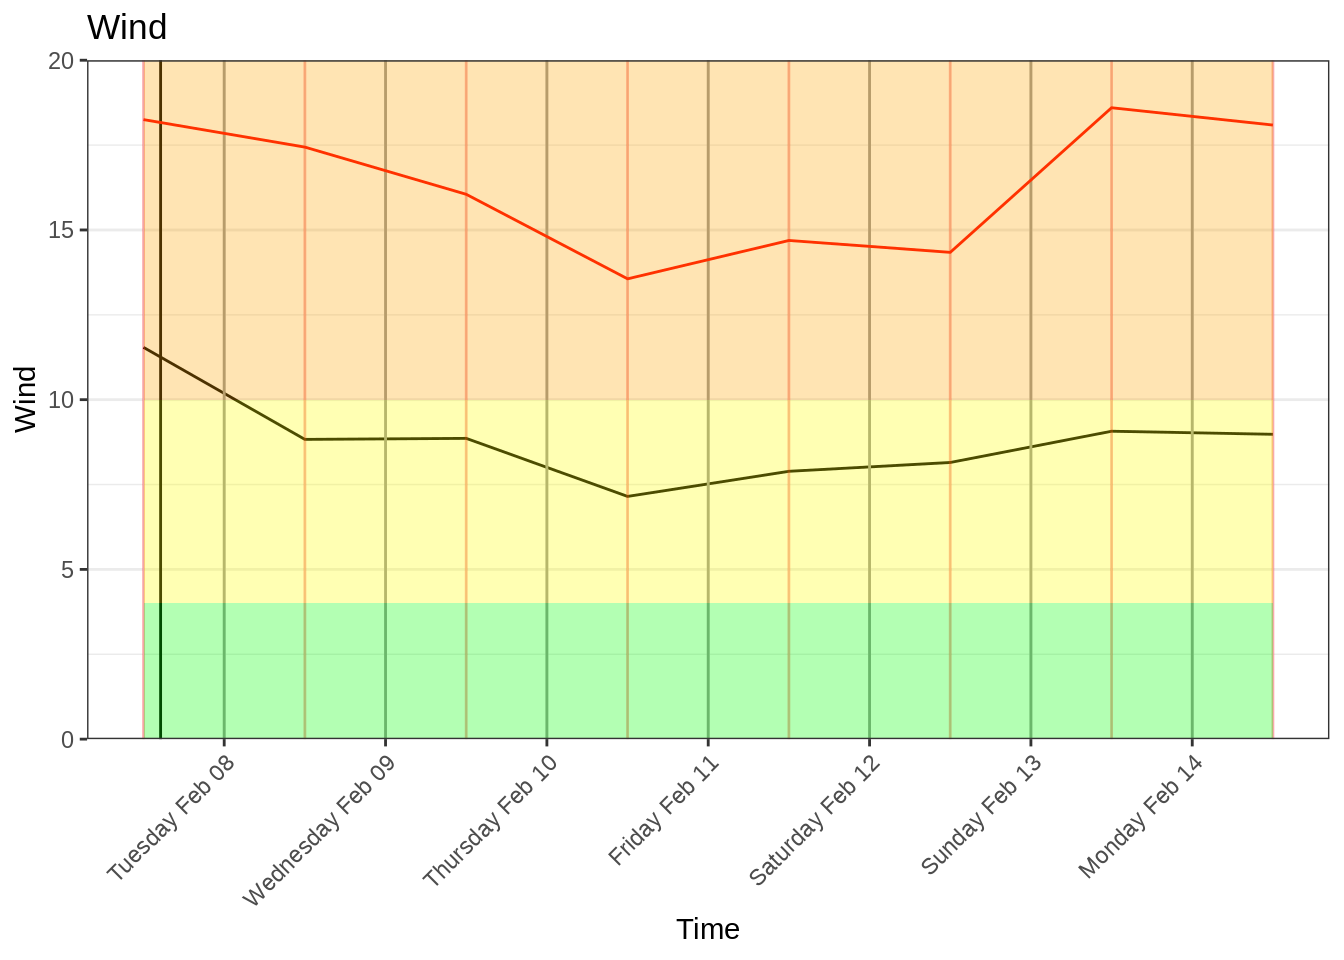 Wind
20
15
10
5
0
Wind
Tuesday Feb 08
Wednesday Feb 09
Thursday Feb 10
Friday Feb 11
Saturday Feb 12
Sunday Feb 13
Monday Feb 14
Time